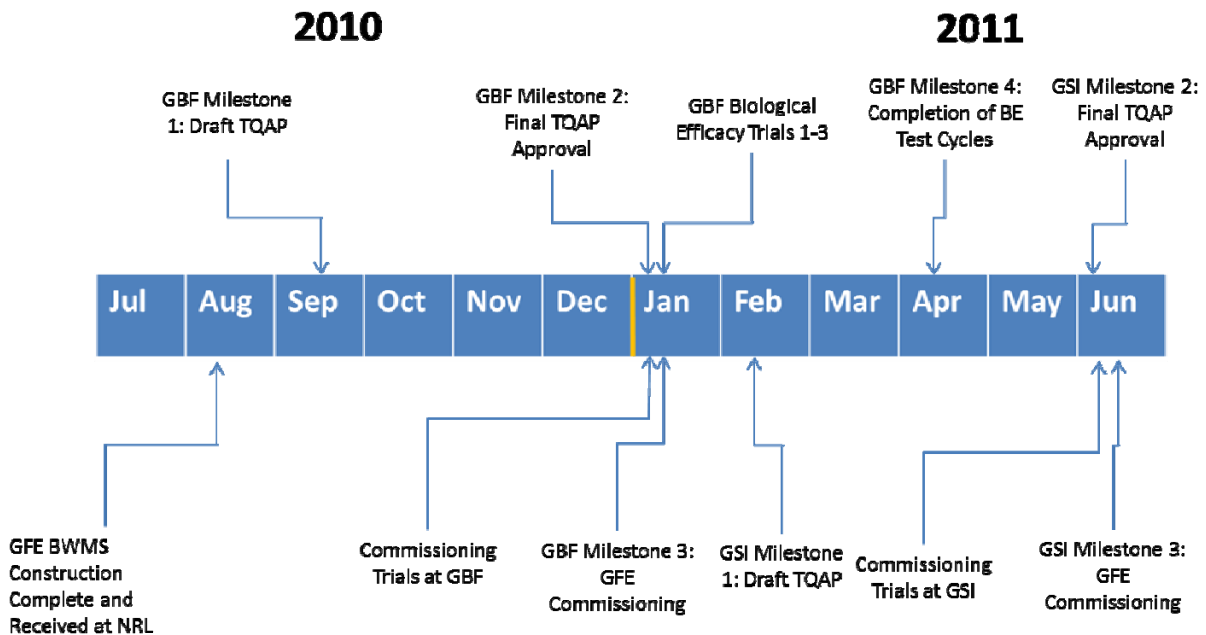 2010
2011
GBF Milestone
1: Draft TQAP
GBF Milestone 2:
Final TQAP
Approval
GBF Biological
Efficacy Trials 1-3
GBF Milestone 4:
Completion of BE
Test Cycles
GSI Milestone 2:
Final TQAP
Approval
Jul
Aug
Sep
Oct
Nov
Dec
Jan
Feb
Mar
Apr
May
Jun
GFE BWMS
Construction
Complete and
Received at NRL
Commissioning
Trials at GBF
GBF Milestone 3:
GFE
Commissioning
GSI Milestone
1: Draft TQAP
Commissioning
Trials at GSI
GSI Milestone 3:
GFE
Commissioning